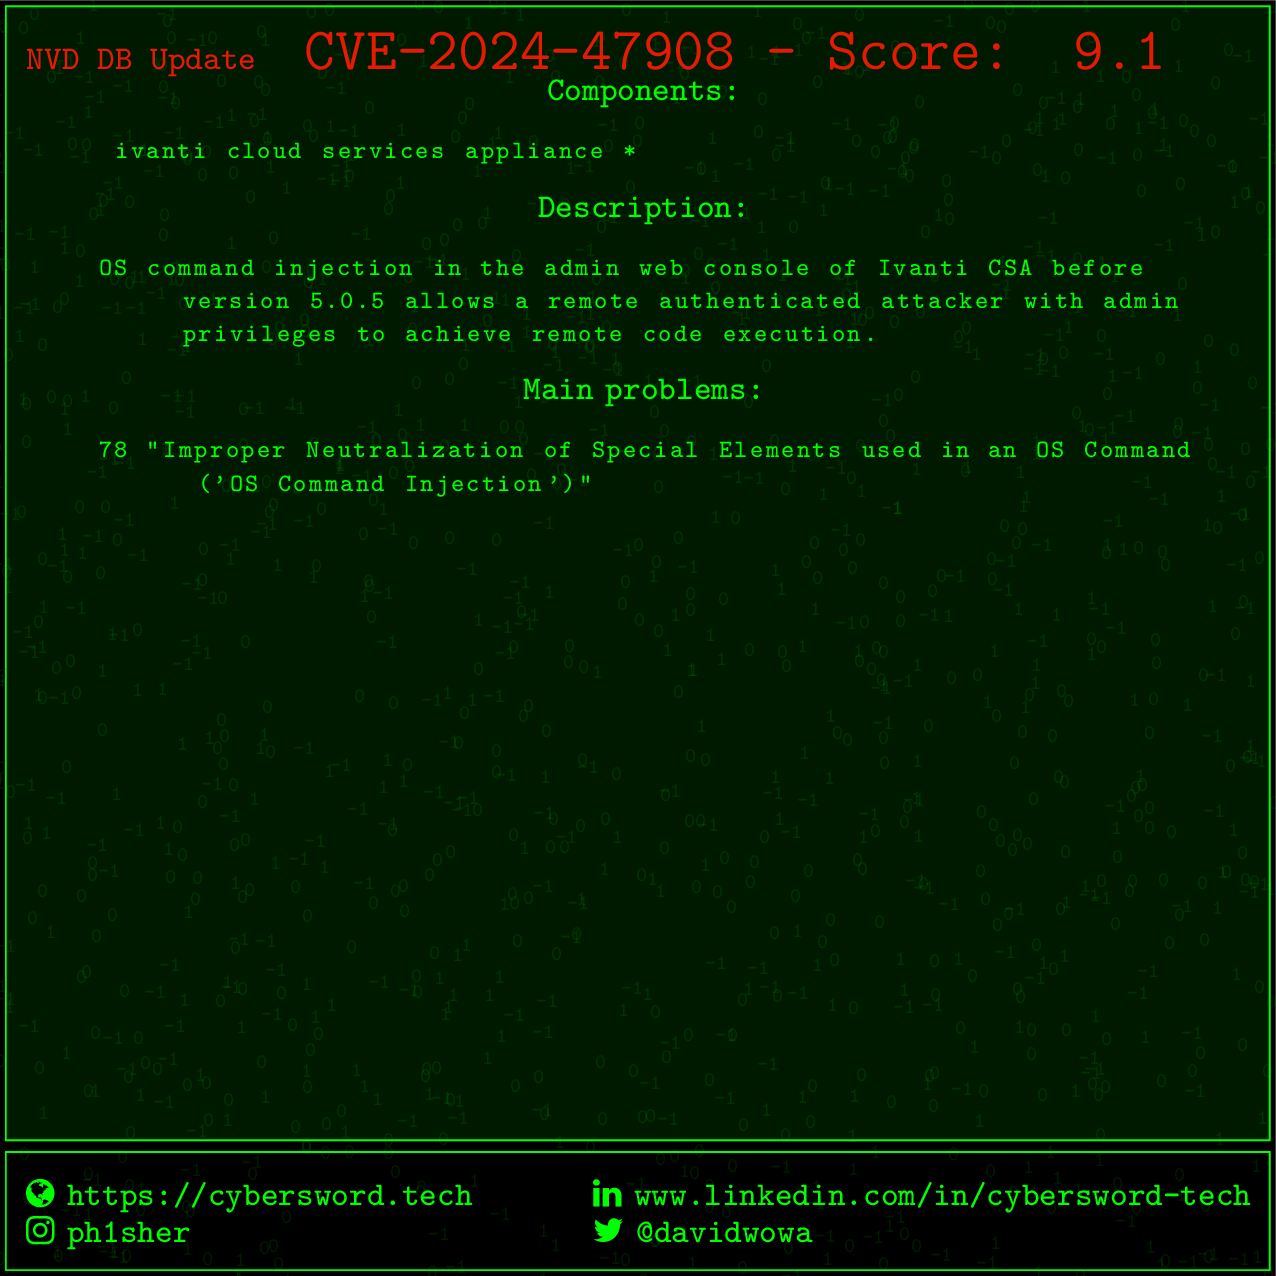 NVD DB Update CVE-2024-47908 - Score: 9.1
Components:
ivanti cloud services appliance *
Description:
OS command injection in the admin web console of Ivanti CSA before
version 5.0.5 allows a remote authenticated attacker with admin
privileges to achieve remote code execution.
Main problems:
78 "Improper Neutralization of Special Elements used in an OS Command
('OS Command Injection')"
https://cybersword.tech
www.linkedin.com/in/cybersword-tech
ph1sher
@davidwowa